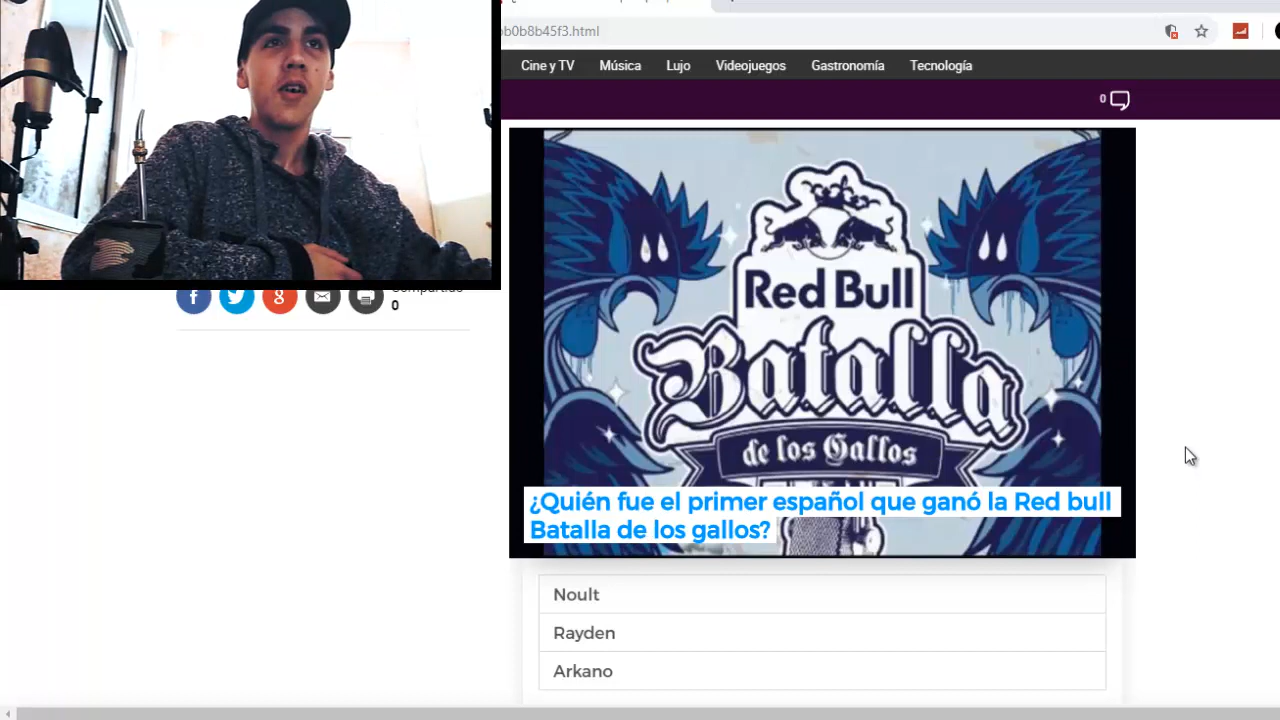 b0b8b45f3.html
Cine y TV Música Lujo Videojuegos Gastronomía Tecnología
0
Red Bull
Batalla
de los Gallos
¿Quién fue el primer español que ganó la Red bull
Batalla de los gallos?
0
Noult
Rayden
Arkano